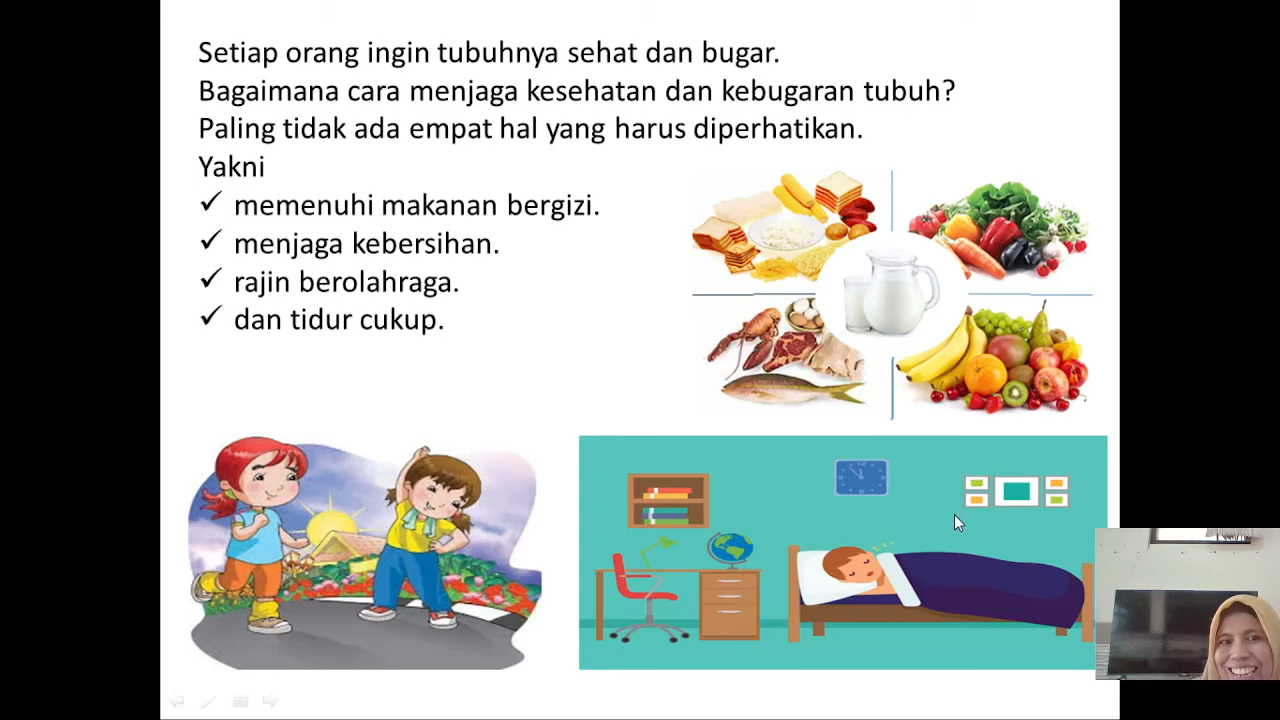 Setiap orang ingin tubuhnya sehat dan bugar.
Bagaimana cara menjaga kesehatan dan kebugaran tubuh?
Paling tidak ada empat hal yang harus diperhatikan.
Yakni
✓ memenuhi makanan bergizi.
✓ menjaga kebersihan.
✓ rajin berolahraga.
✓ dan tidur cukup.